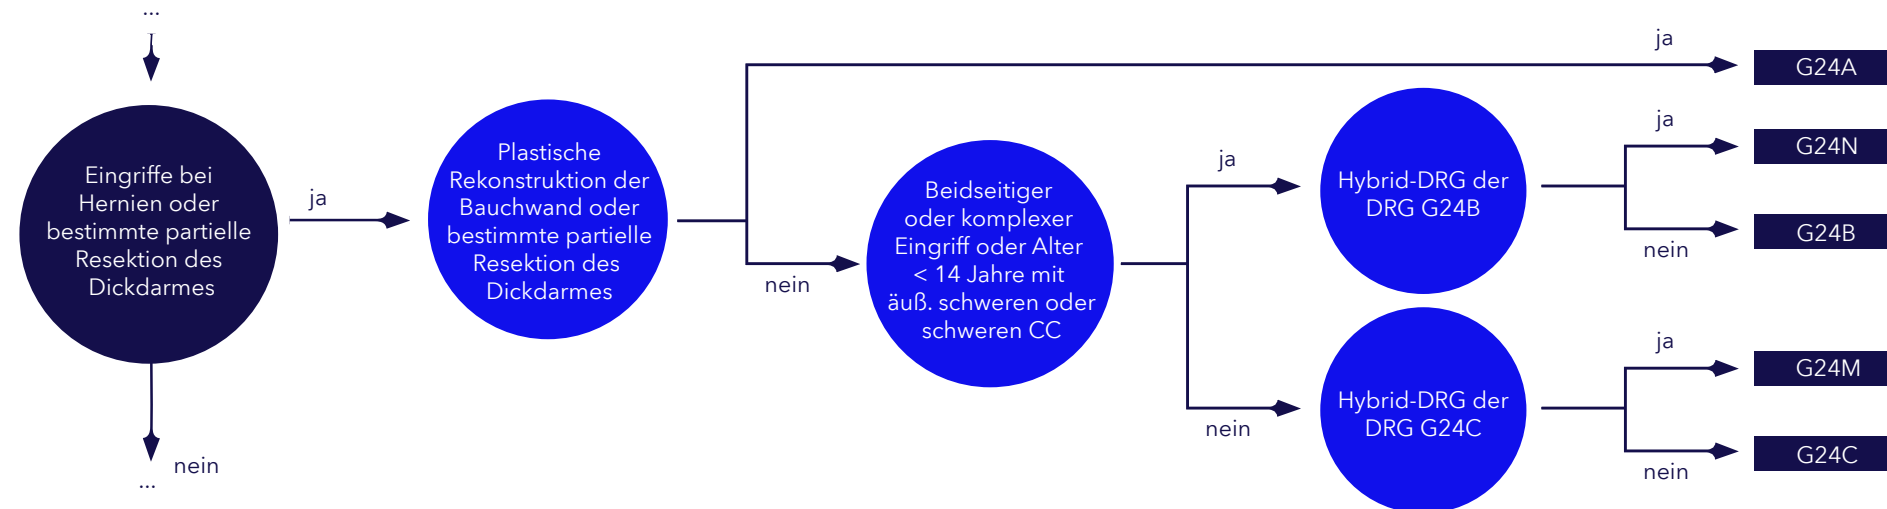 ...
Eingriffe bei
Hernien oder
bestimmte partielle
Resektion des
Dickdarmes
ja
nein
...
Plastische
Rekonstruktion der
Bauchwand oder
bestimmte partielle
Resektion des
Dickdarmes
ja
G24A
nein
Beidseitiger
oder komplexer
Eingriff oder Alter
< 14 Jahre mit
äuß. schweren oder
schweren CC
ja
Hybrid-DRG der
DRG G24B
ja
G24N
nein
G24B
nein
Hybrid-DRG der
DRG G24C
ja
G24M
nein
G24C